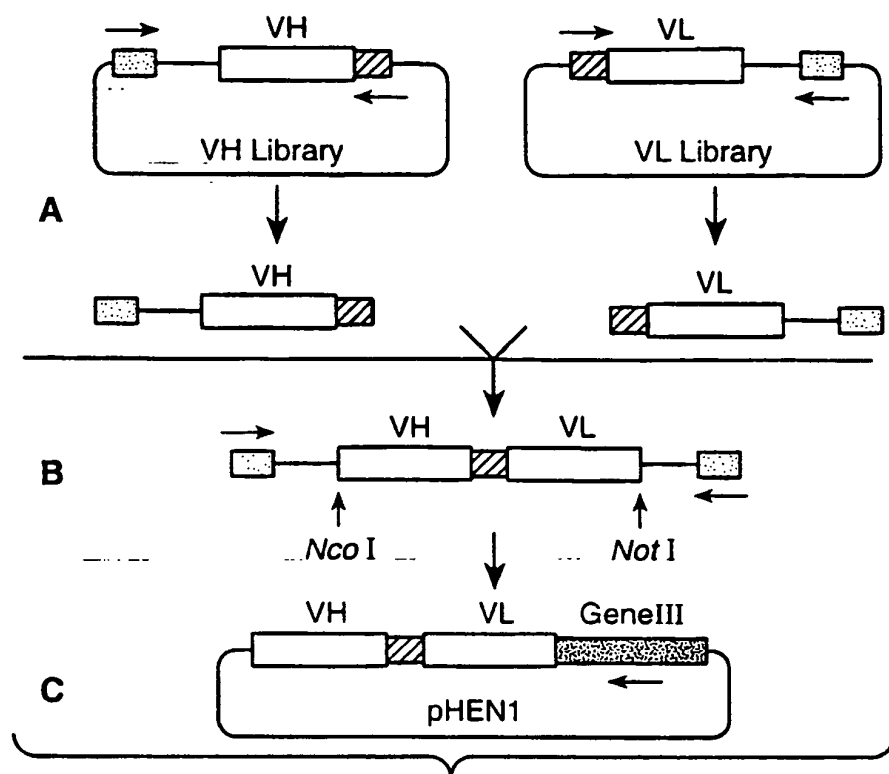 VH VL
VH Library VL Library
A
VH VL
VH VL
B
Nco I Not I
VH VL GeneIII
C
pHEN1